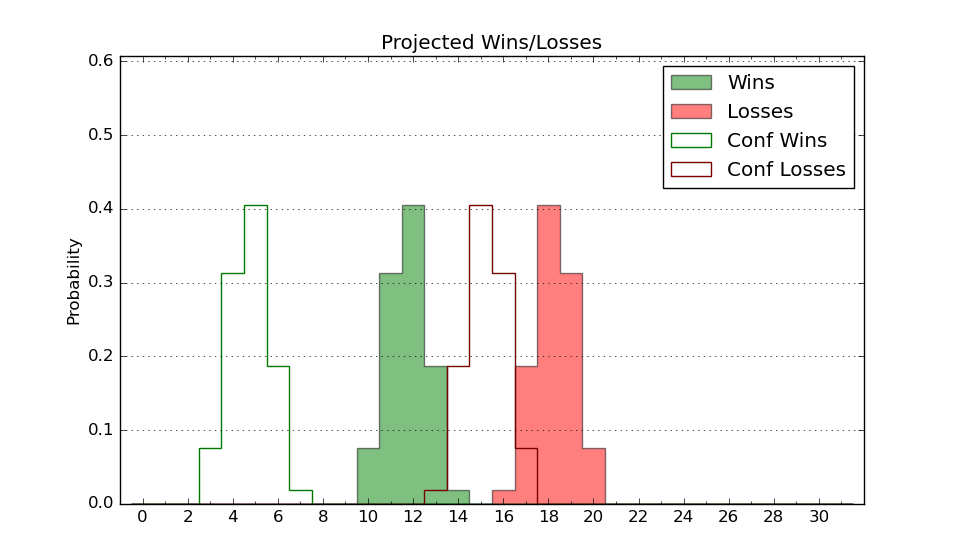 Projected Wins/Losses
0.6
0.5
0.4
0.3
0.2
0.1
0.0
Probability
Wins
Losses
Conf Wins
Conf Losses
0 2 4 6 8 10 12 14 16 18 20 22 24 26 28 30